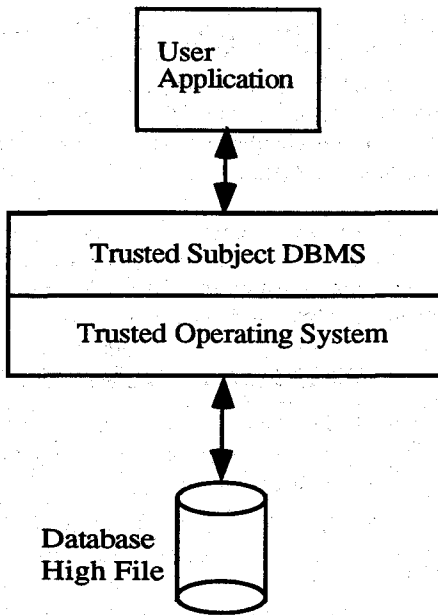 User
Application
Trusted Subject DBMS
Trusted Operating System
Database
High File